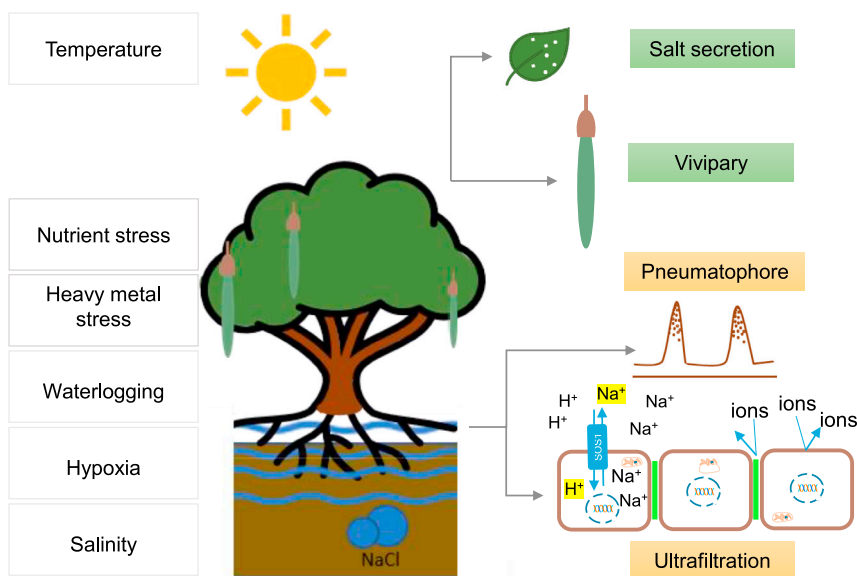 Temperature
Nutrient stress
Heavy metal
stress
Waterlogging
Hypoxia
Salinity
NaCl
Salt secretion
Vivipary
Pneumatophore
H⁺
Na⁺
Na⁺
H⁺
Na⁺
SOS1
Na⁺
H⁺
Na⁺
ions
ions
ions
Ultrafiltration